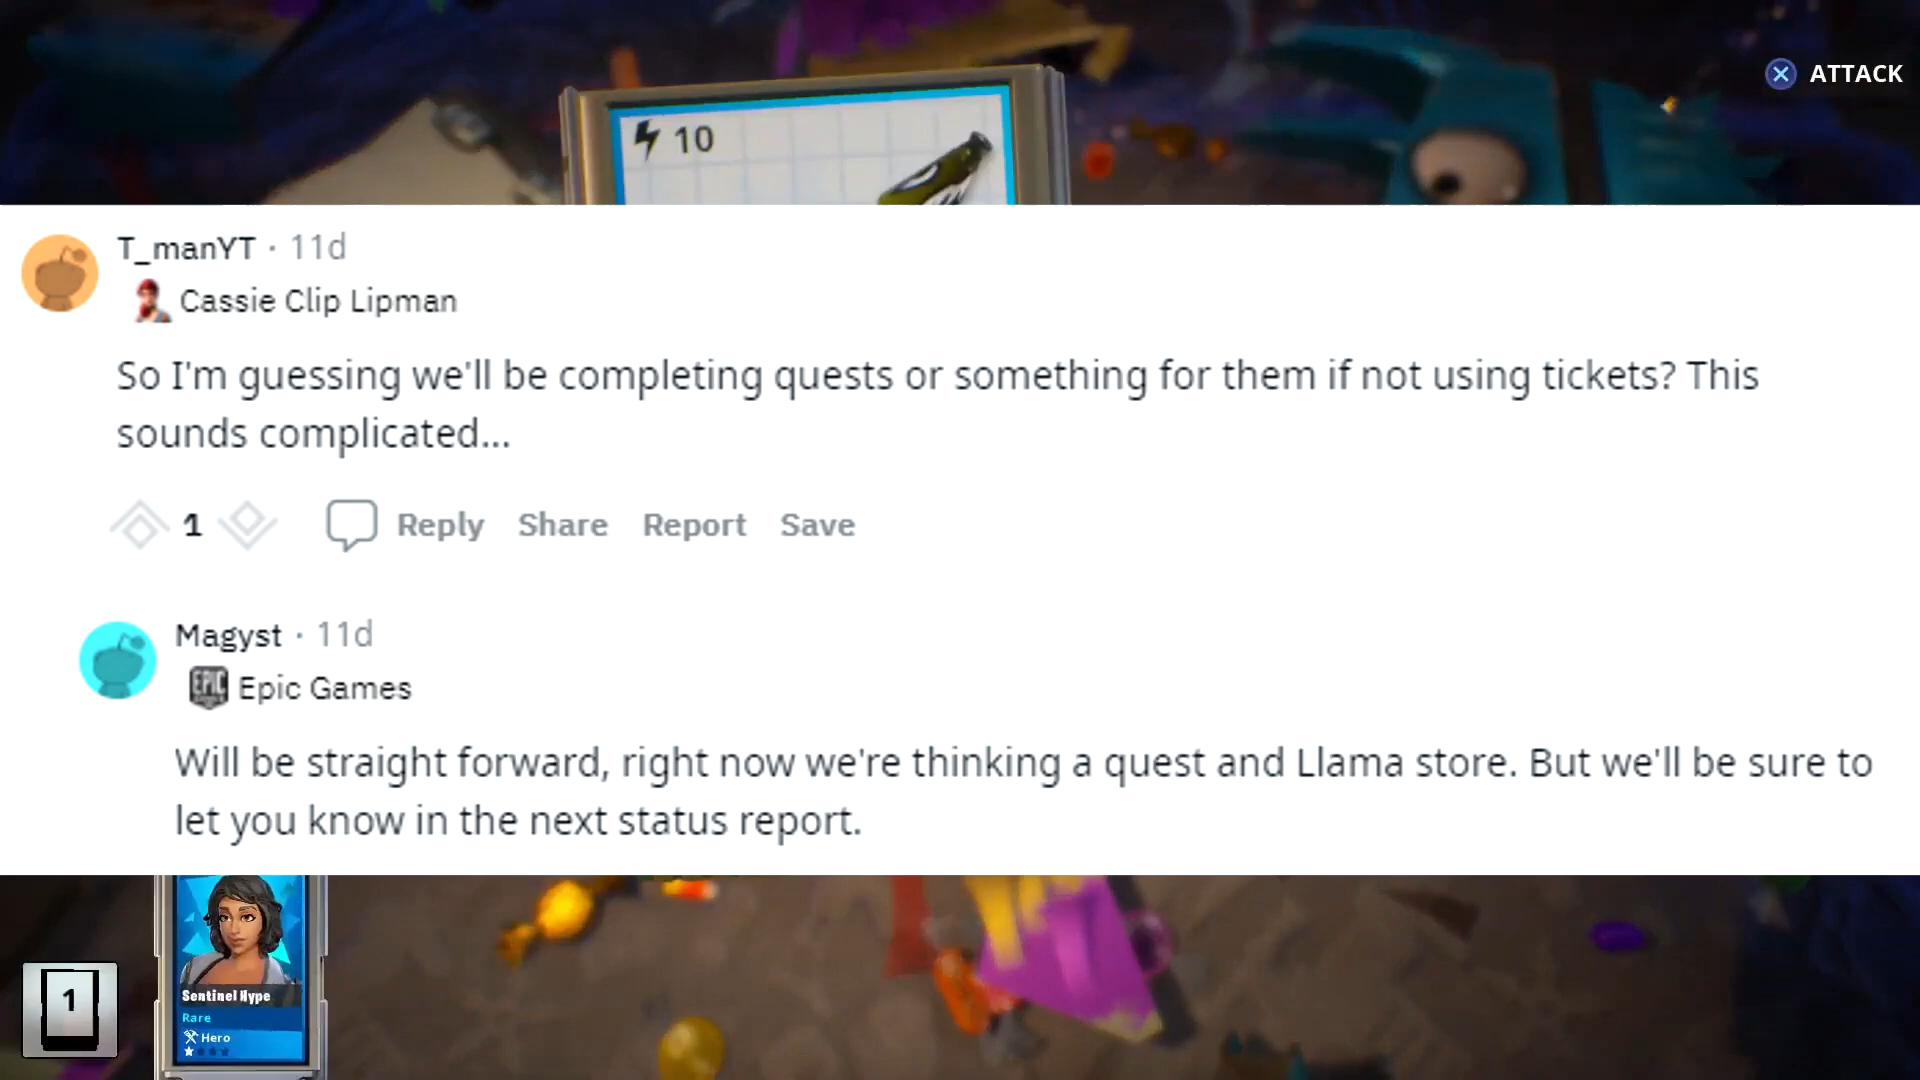 ATTACK
10
T_manYT · 11d
Cassie Clip Lipman
So I'm guessing we'll be completing quests or something for them if not using tickets? This
sounds complicated...
1 Reply Share Report Save
Magyst · 11d
EPIC Epic Games
Will be straight forward, right now we're thinking a quest and Llama store. But we'll be sure to
let you know in the next status report.
1
Sentinel Hype
Rare
Hero